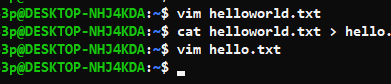 3p@DESKTOP-NHJ4KDA:~$ vim helloworld.txt
3p@DESKTOP-NHJ4KDA:~$ cat helloworld.txt > hello.
3p@DESKTOP-NHJ4KDA:~$ vim hello.txt
3p@DESKTOP-NHJ4KDA:~$